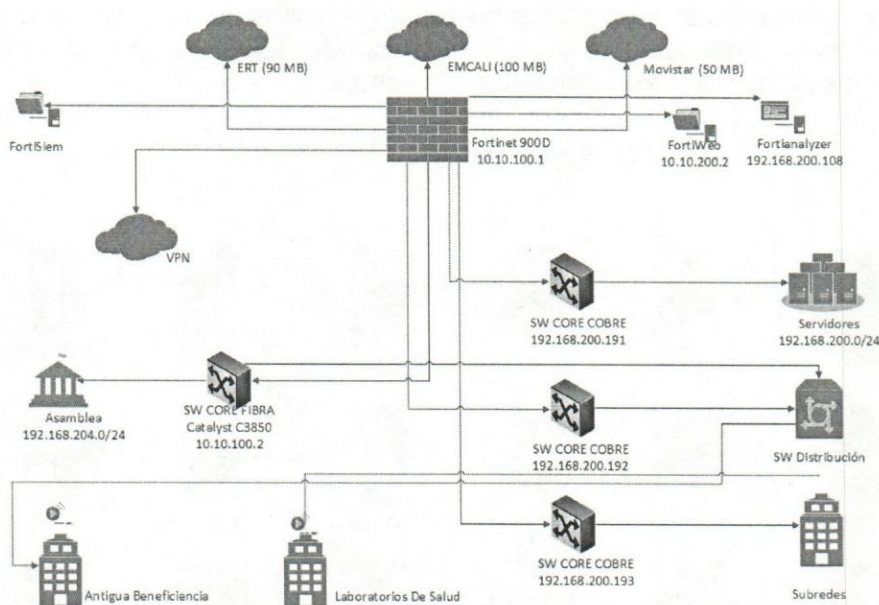 ERT (90 MB)
EMCALI (100 MB)
Movistar (50 MB)
FortiSiem
Fortinet 900D
10.10.100.1
FortiWeb
10.10.200.2
Fortianalyzer
192.168.200.108
VPN
SW CORE COBRE
192.168.200.191
Servidores
192.168.200.0/24
Asamblea
192.168.204.0/24
SW CORE FIBRA
Catalyst C3850
10.10.100.2
SW CORE COBRE
192.168.200.192
SW Distribución
Antigua Beneficiencia
Laboratorios De Salud
SW CORE COBRE
192.168.200.193
Subredes